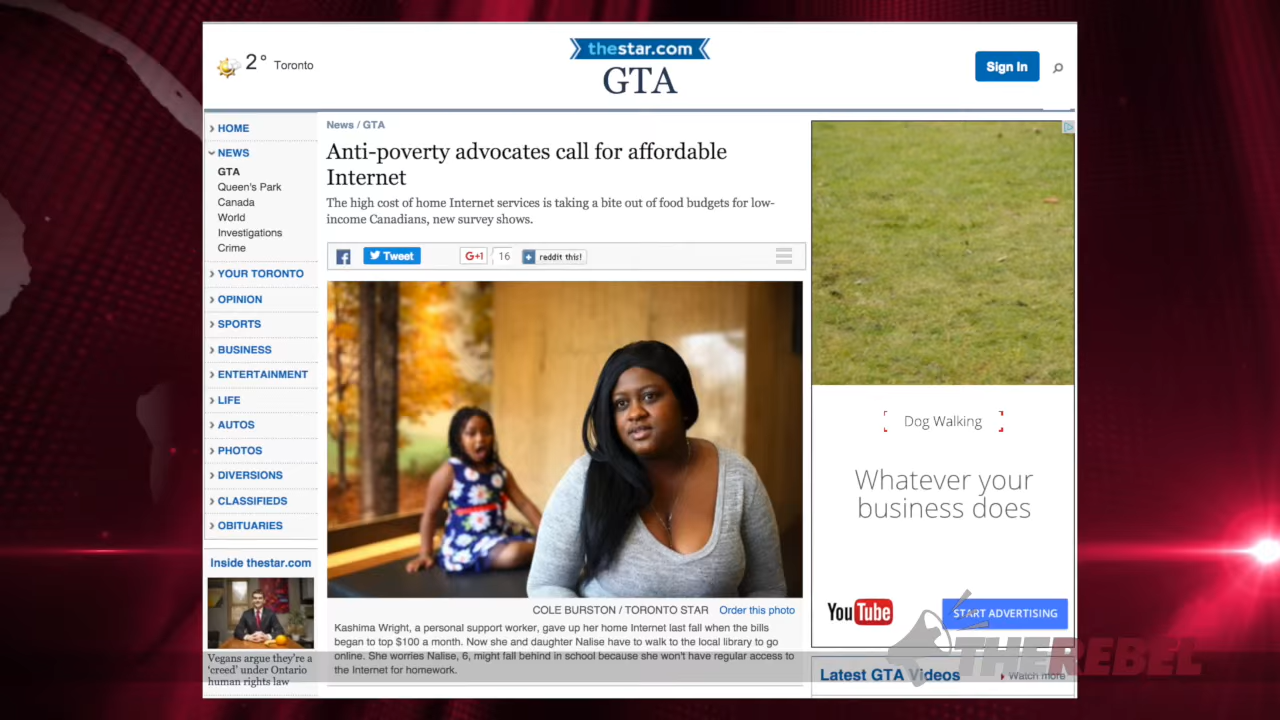 thestar.com
GTA
2° Toronto
Sign In
HOME
NEWS
GTA
Queen's Park
Canada
World
Investigations
Crime
YOUR TORONTO
OPINION
SPORTS
BUSINESS
ENTERTAINMENT
LIFE
AUTOS
PHOTOS
DIVERSIONS
CLASSIFIEDS
OBITUARIES
Inside thestar.com
Vegans argue they're a
'creed' under Ontario
human rights law
News / GTA
Anti-poverty advocates call for affordable
Internet
The high cost of home Internet services is taking a bite out of food budgets for low-
income Canadians, new survey shows.
Tweet
G+1 16
reddit this!
COLE BURSTON / TORONTO STAR Order this photo
Kashima Wright, a personal support worker, gave up her home Internet last fall when the bills
began to top $100 a month. Now she and daughter Nalise have to walk to the local library to go
online. She worries Nalise, 6, might fall behind in school because she won't have regular access to
the Internet for homework.
Dog Walking
Whatever your
business does
YouTube
START ADVERTISING
Latest GTA Videos
Watch more
THEREBEL